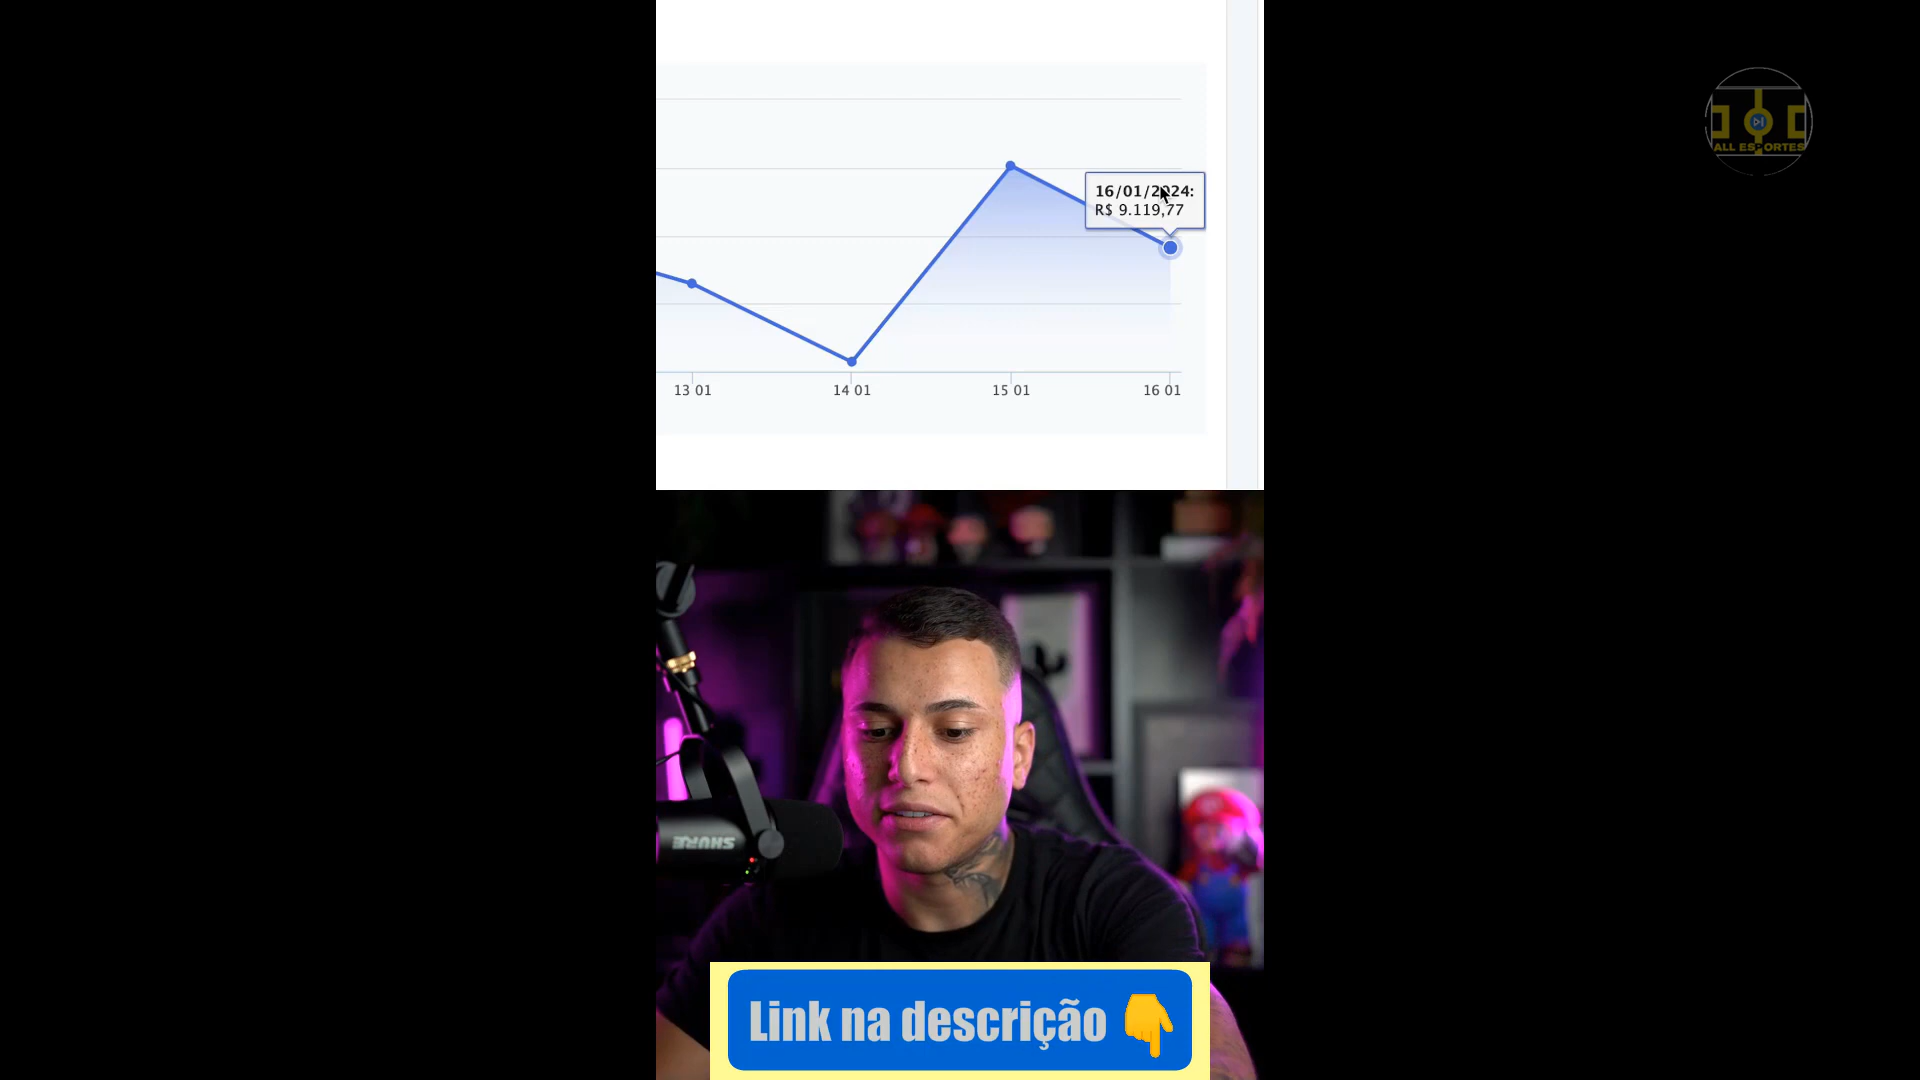 ALL ESPORTES
16/01/2024:
R$ 9.119,77
13 01
14 01
15 01
16 01
SHURE
Link na descrição